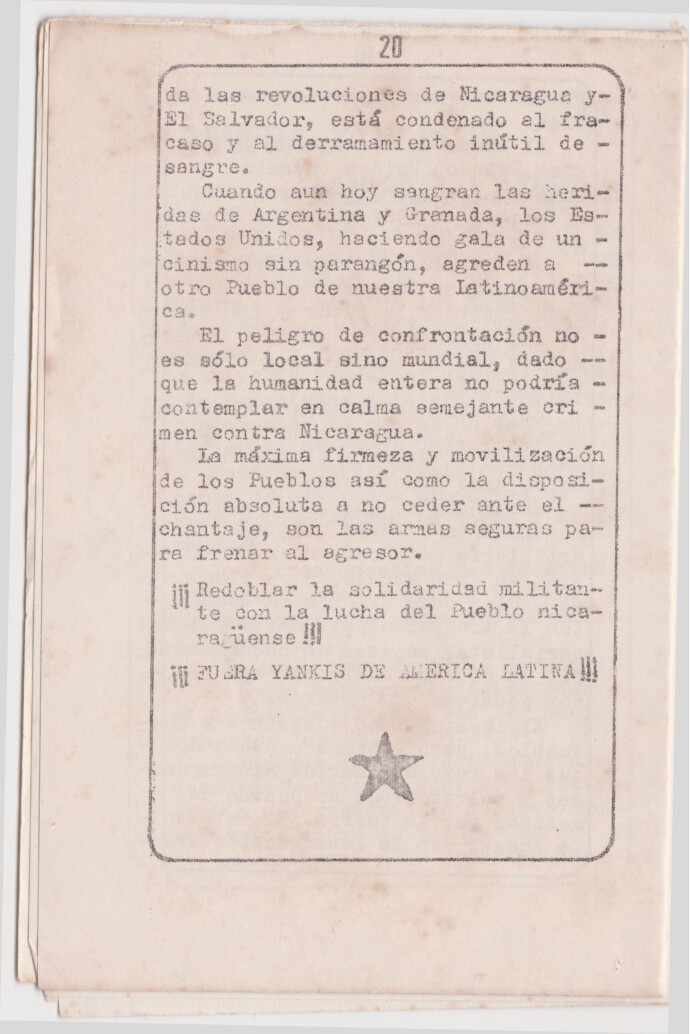 20
da las revoluciones de Nicaragua y-
El Salvador, está condenado al fra-
caso y al derramamiento inútil de -
sangre.
Cuando aun hoy sangran las heri-
das de Argentina y Granada, los Es-
tados Unidos, haciendo gala de un -
cinismo sin parangón, agreden a --
otro Pueblo de nuestra Latinoaméri-
ca.
El peligro de confrontación no -
es sólo local sino mundial, dado --
que la humanidad entera no podría -
contemplar en calma semejante cri -
men contra Nicaragua.
La máxima firmeza y movilización
de los Pueblos así como la disposi-
ción absoluta a no ceder ante el --
chantaje, son las armas seguras pa-
ra frenar al agresor.
¡¡¡ Redoblar la solidaridad militan-
te con la lucha del Pueblo nica-
ragüense !!!
¡¡¡ FUERA YANKIS DE AMERICA LATINA !!!